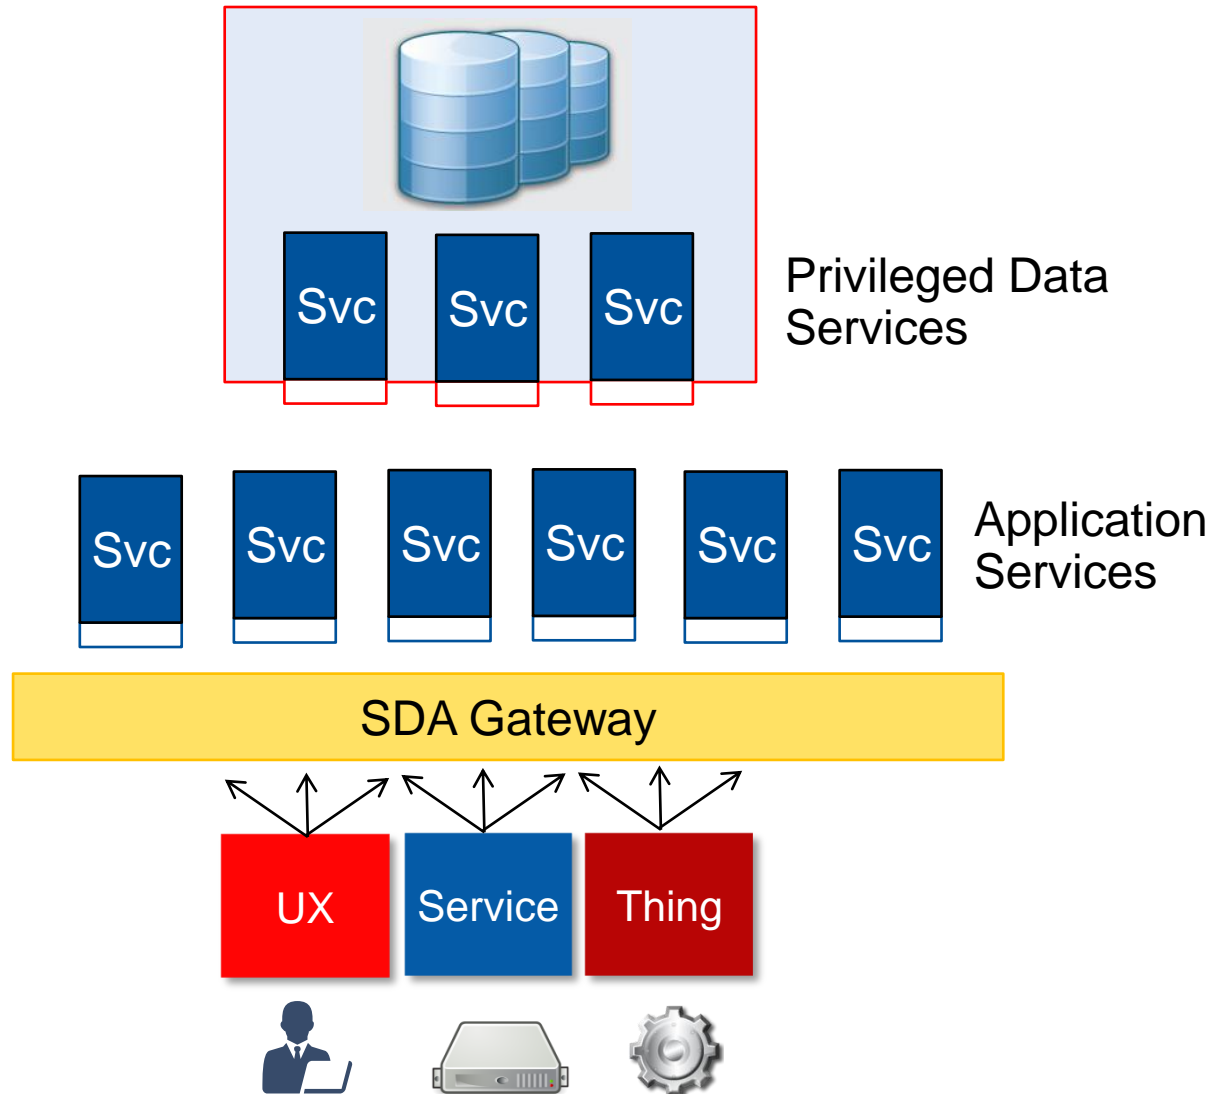 Svc
Svc
Svc
Privileged Data
Services
Svc
Svc
Svc
Svc
Svc
Svc
Application
Services
SDA Gateway
UX
Service
Thing